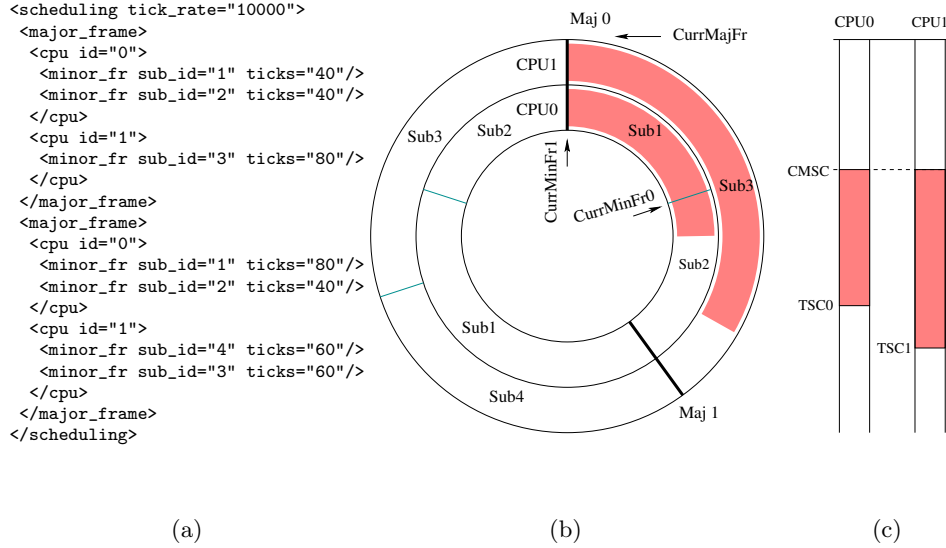 <scheduling tick_rate="10000">
<major_frame>
<cpu id="0">
<minor_fr sub_id="1" ticks="40"/>
<minor_fr sub_id="2" ticks="40"/>
</cpu>
<cpu id="1">
<minor_fr sub_id="3" ticks="80"/>
</cpu>
</major_frame>
<major_frame>
<cpu id="0">
<minor_fr sub_id="1" ticks="80"/>
<minor_fr sub_id="2" ticks="40"/>
</cpu>
<cpu id="1">
<minor_fr sub_id="4" ticks="60"/>
<minor_fr sub_id="3" ticks="60"/>
</cpu>
</major_frame>
</scheduling>
(a)
Maj 0
CurrMajFr
CPU1
CPU0
Sub3
Sub2
Sub1
Sub3
CurrMinFr1
CurrMinFr0
Sub2
Sub1
Sub4
Maj 1
(b)
CPU0
CPU1
CMSC
TSC0
TSC1
(c)